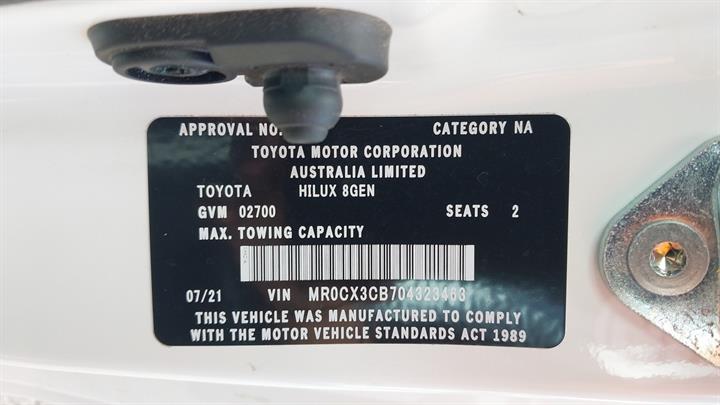 APPROVAL NO. CATEGORY NA
TOYOTA MOTOR CORPORATION
AUSTRALIA LIMITED
TOYOTA HILUX 8GEN
GVM 02700 SEATS 2
MAX. TOWING CAPACITY
07/21 VIN MR0CX3CB704323463
THIS VEHICLE WAS MANUFACTURED TO COMPLY
WITH THE MOTOR VEHICLE STANDARDS ACT 1989